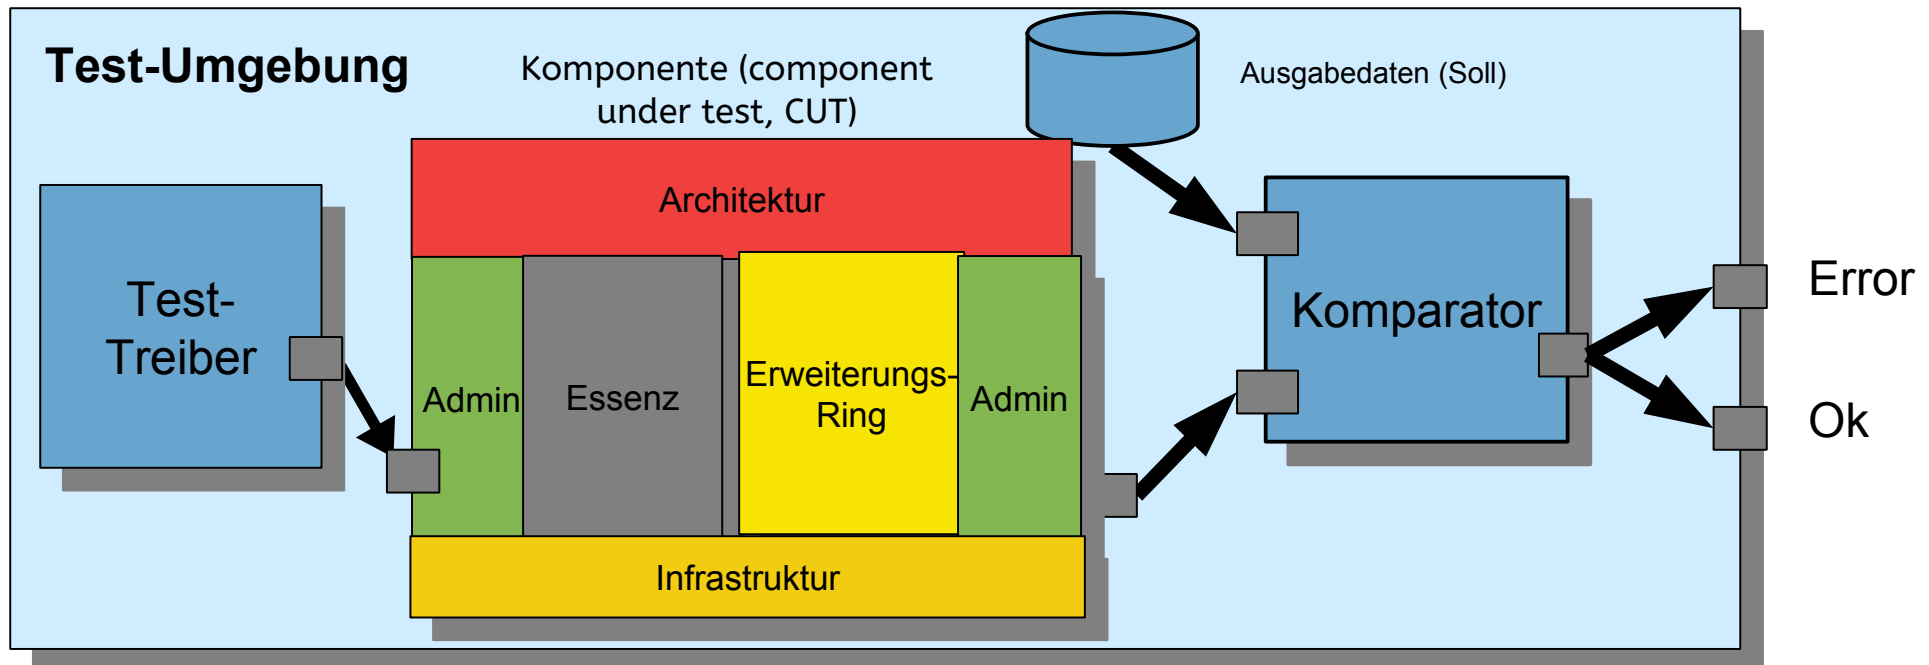 Test-Umgebung
Komponente (component
under test, CUT)
Ausgabedaten (Soll)
Architektur
Test-
Treiber
Admin
Essenz
Erweiterungs-
Ring
Admin
Infrastruktur
Komparator
Error
Ok